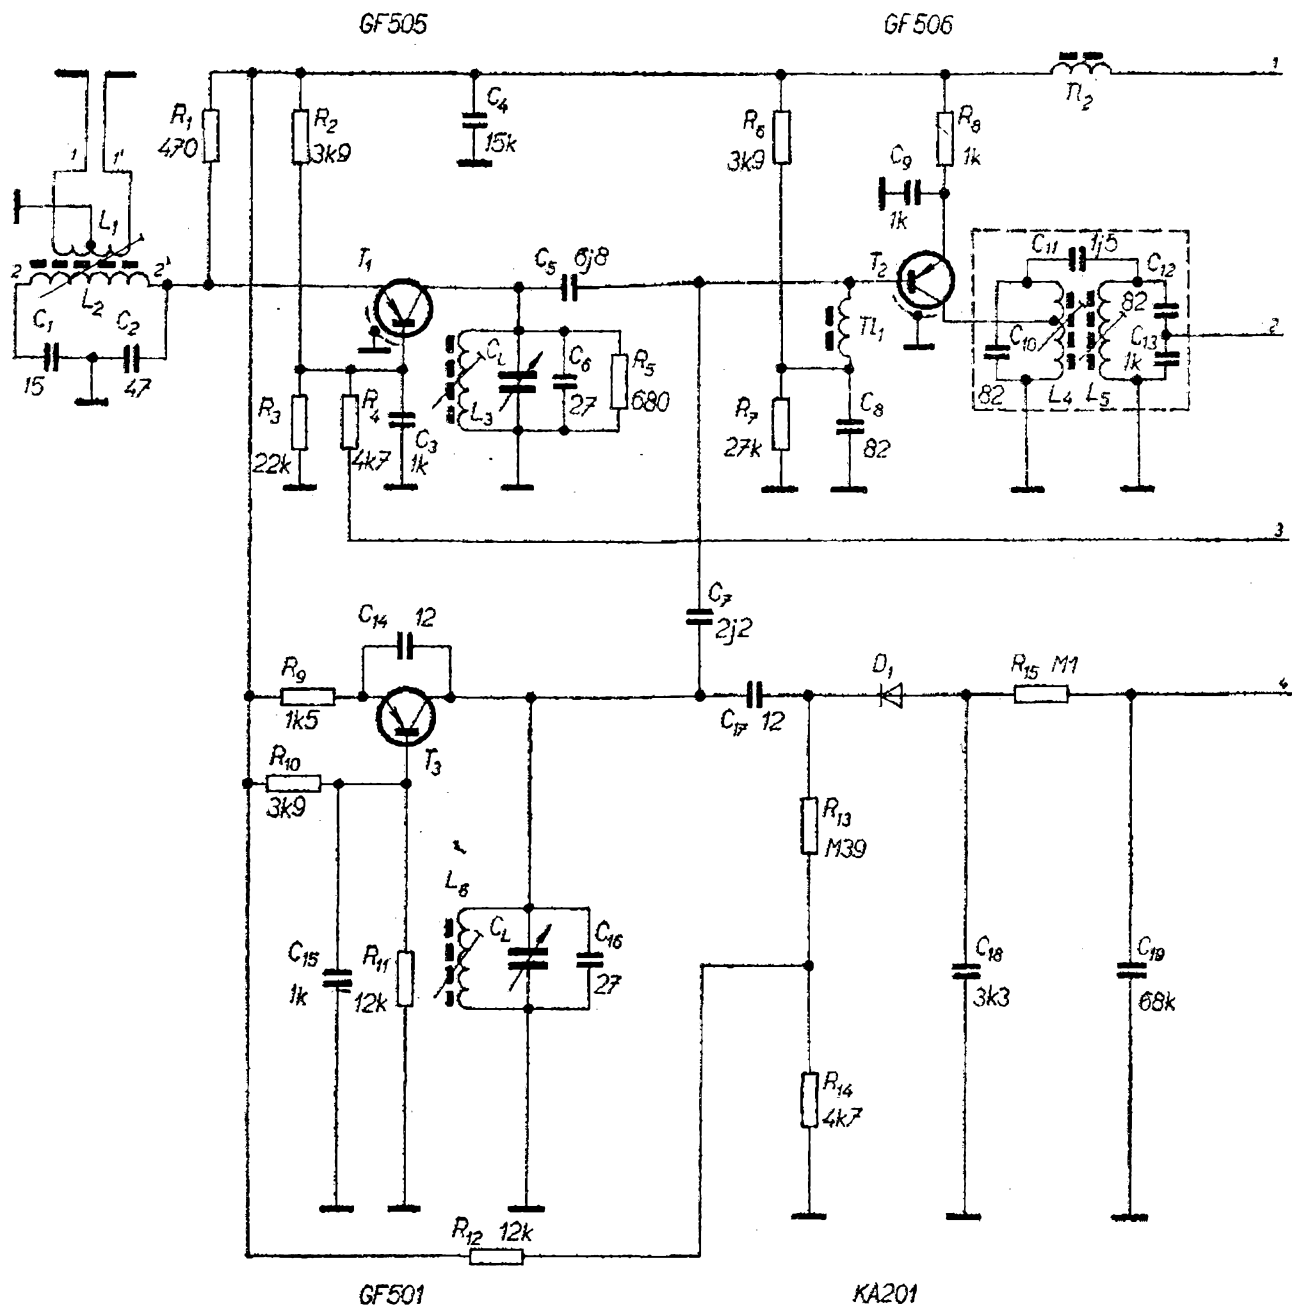 GF505
GF506
1
R1
470
R2
3k9
C4
15k
R6
3k9
R8
1k
Tl2
1
1'
C9
1k
L1
2
2'
L2
T1
C5
6j8
T2
C11
1j5
C12
82
C1
15
C2
47
CL
L3
C6
27
R5
680
Tl1
C10
82
C13
1k
L4
L5
2
R3
22k
R4
4k7
C3
1k
R7
27k
C8
82
3
C14
12
C7
2j2
R9
1k5
T3
C17
12
D1
R15
M1
4
R10
3k9
R13
M39
L6
CL
C16
27
C15
1k
R11
12k
C18
3k3
C19
68k
R14
4k7
R12
12k
GF501
KA201